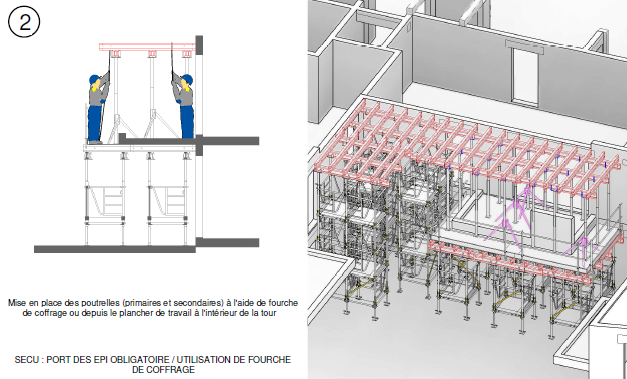 2
Mise en place des poutrelles (primaires et secondaires) à l'aide de fourche
de coffrage ou depuis le plancher de travail à l'intérieur de la tour
SECU : PORT DES EPI OBLIGATOIRE / UTILISATION DE FOURCHE
DE COFFRAGE